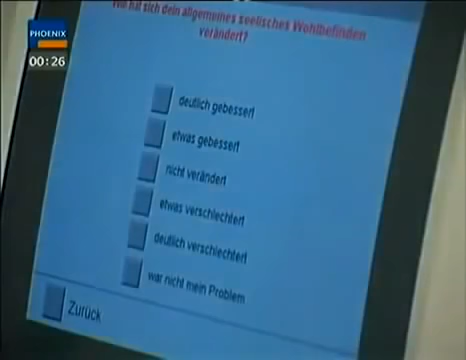 PHOENIX
00:26
Wie hat sich dein allgemeines seelisches Wohlbefinden
verändert?
deutlich gebessert
etwas gebessert
nicht verändert
etwas verschlechtert
deutlich verschlechtert
war nicht mein Problem
Zurück